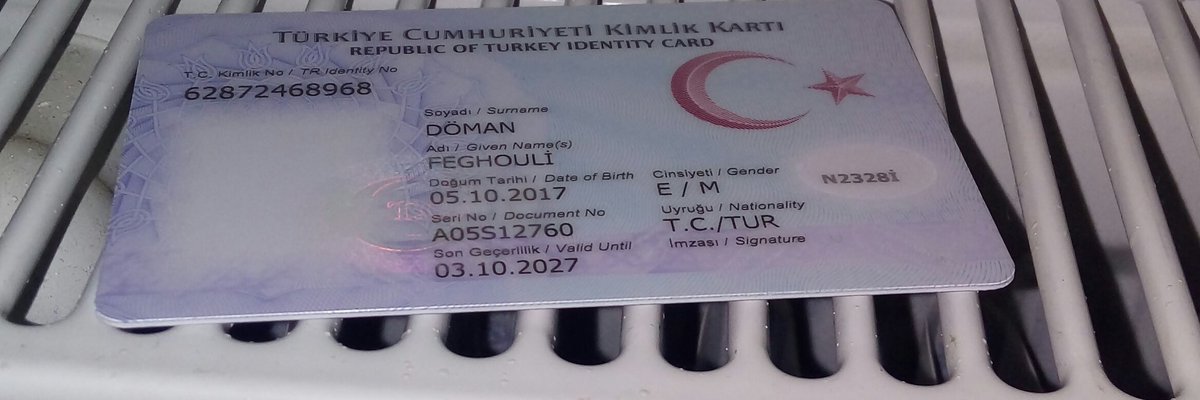 TÜRKİYE CUMHURİYETİ KİMLİK KARTI
REPUBLIC OF TURKEY IDENTITY CARD
T.C. Kimlik No / TR Identity No
62872468968
Soyadı / Surname
DÖMAN
Adı / Given Name(s)
FEGHOULİ
Doğum Tarihi / Date of Birth
05.10.2017
Cinsiyeti / Gender
E / M
N2328İ
Seri No / Document No
A05S12760
Uyruğu / Nationality
T.C./TUR
Son Geçerlilik / Valid Until
03.10.2027
İmzası / Signature